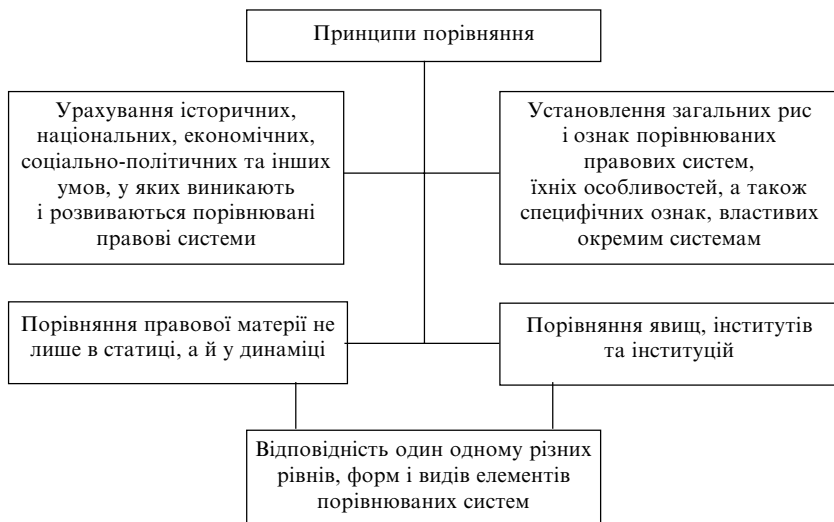 Принципи порівняння
Урахування історичних,
національних, економічних,
соціально-політичних та інших
умов, у яких виникають
і розвиваються порівнювані
правові системи
Установлення загальних рис
і ознак порівнюваних
правових систем,
їхніх особливостей, а також
специфічних ознак, властивих
окремим системам
Порівняння правової матерії не
лише в статиці, а й у динаміці
Порівняння явищ, інститутів
та інституцій
Відповідність один одному різних
рівнів, форм і видів елементів
порівнюваних систем